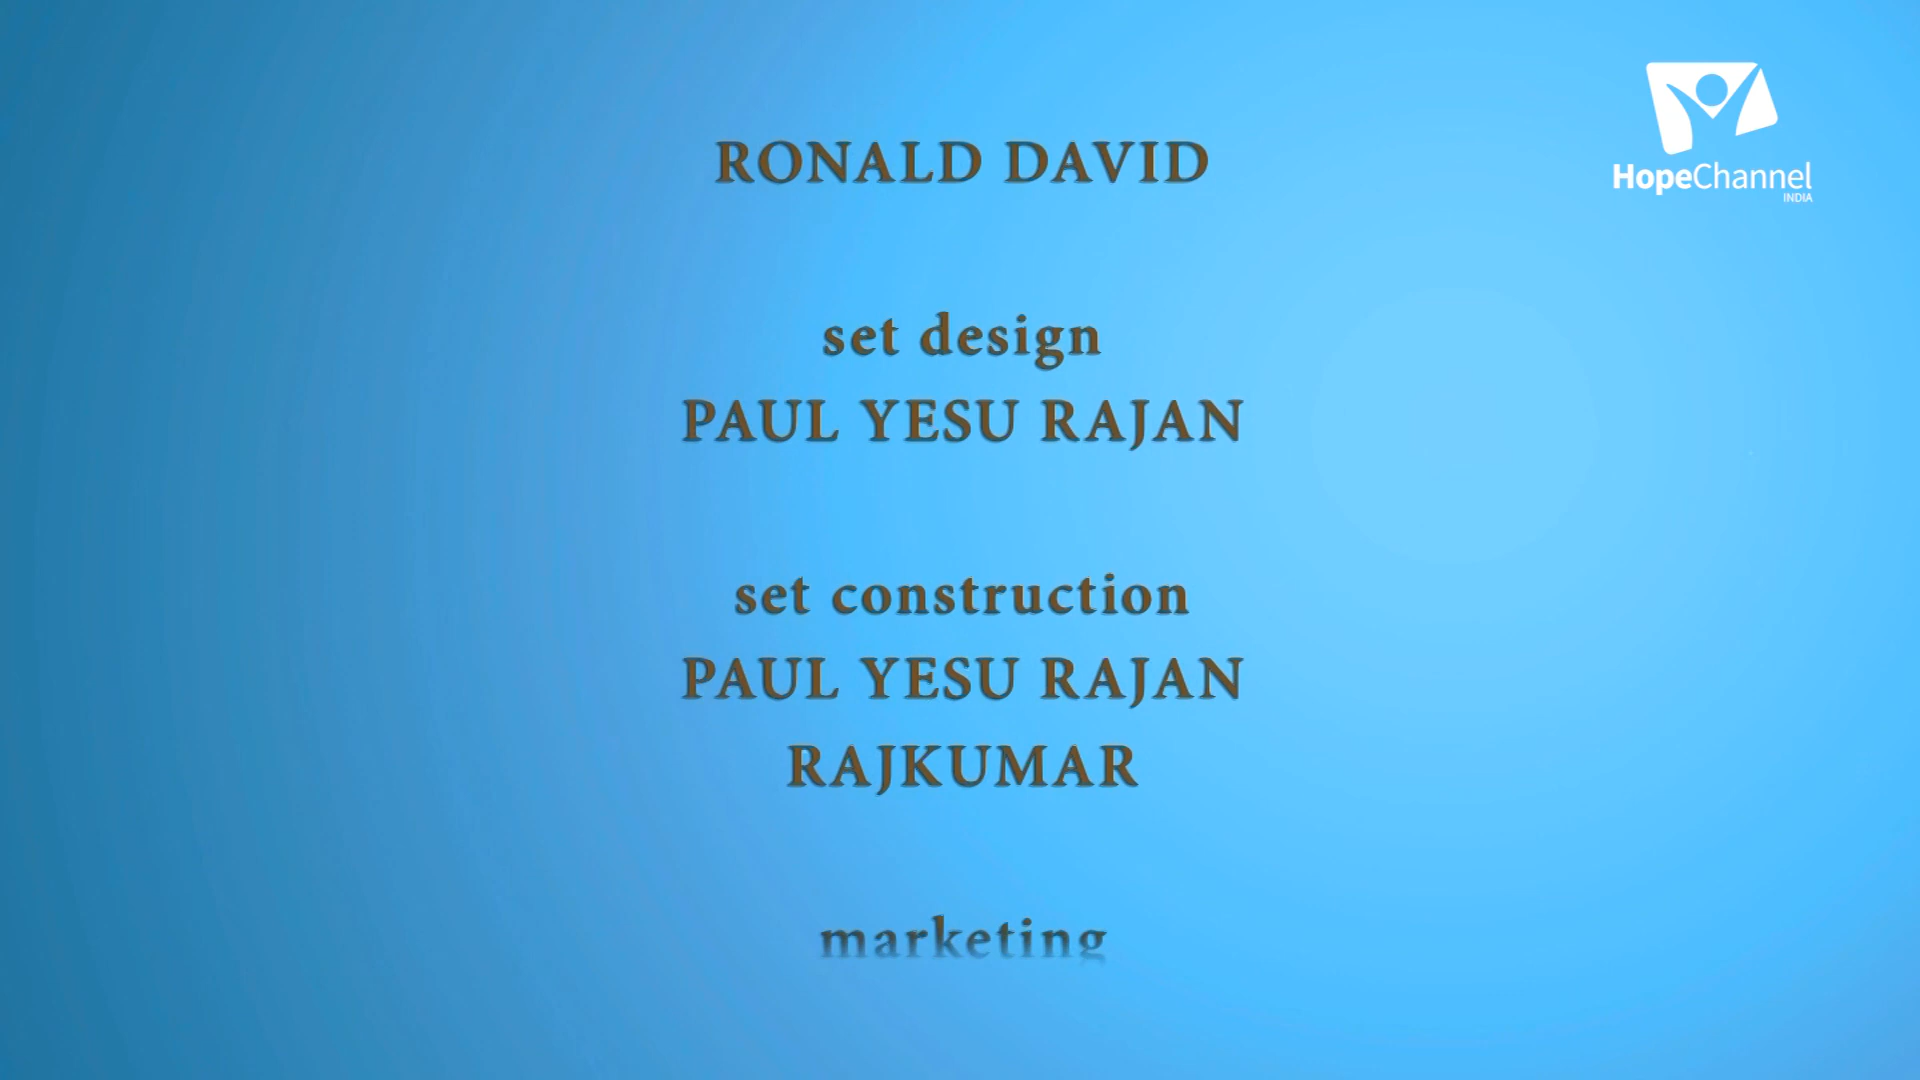 RONALD DAVID
HopeChannel
INDIA
set design
PAUL YESU RAJAN
set construction
PAUL YESU RAJAN
RAJKUMAR
marketing